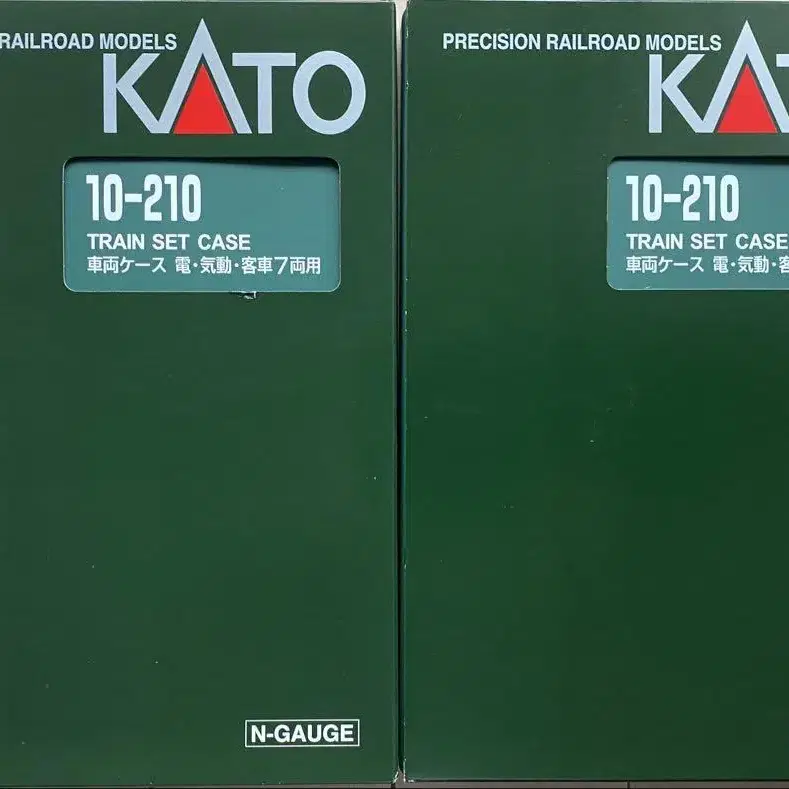 RAILROAD MODELS
KATO
10-210
TRAIN SET CASE
車両ケース 電・気動・客車7両用
N-GAUGE
PRECISION RAILROAD MODELS
KAT
10-210
TRAIN SET CASE
車両ケース 電・気動・客